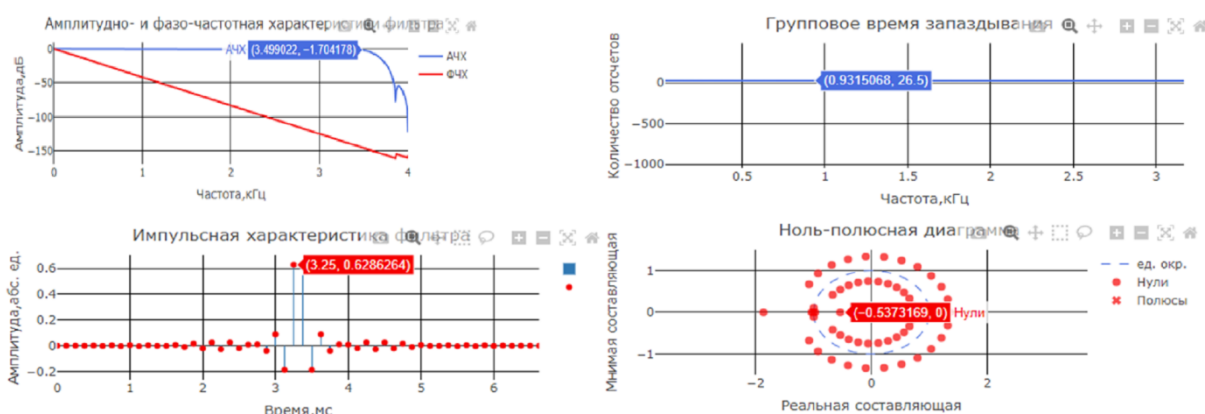 Амплитудно- и фазо-частотная характеристики фильтра
АЧХ (3.499022, −1.704178)
АЧХ
ФЧХ
Амплитуда,дБ
0
−50
−100
−150
0 1 2 3 4
Частота,кГц
Групповое время запаздывания
(0.9315068, 26.5)
Количество отсчетов
0
−500
−1000
0.5 1 1.5 2 2.5 3
Частота,кГц
Импульсная характеристика фильтра
(3.25, 0.6286264)
Амплитуда,абс. ед.
0.6
0.4
0.2
0
−0.2
0 1 2 3 4 5 6
Время,мс
Ноль-полюсная диаграмма
ед. окр.
Нули
Полюсы
(−0.5373169, 0) Нули
Мнимая составляющая
1
0
−1
−2 0 2
Реальная составляющая